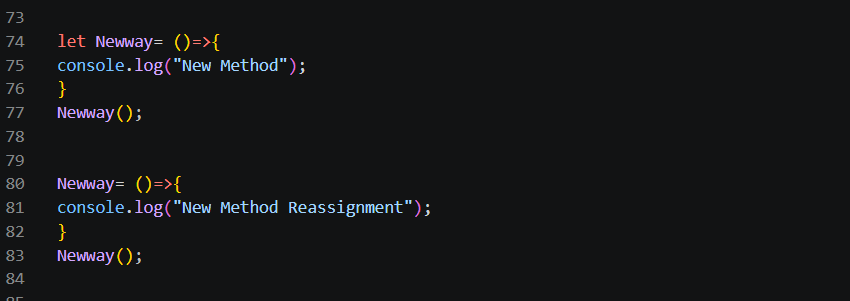 73
74 let Newway= ()=>{
75 console.log("New Method");
76 }
77 Newway();
78
79
80 Newway= ()=>{
81 console.log("New Method Reassignment");
82 }
83 Newway();
84